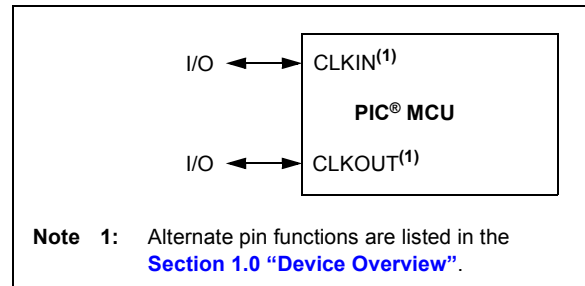 I/O CLKIN(1)
PIC® MCU
I/O CLKOUT(1)
Note 1: Alternate pin functions are listed in the
Section 1.0 “Device Overview”.